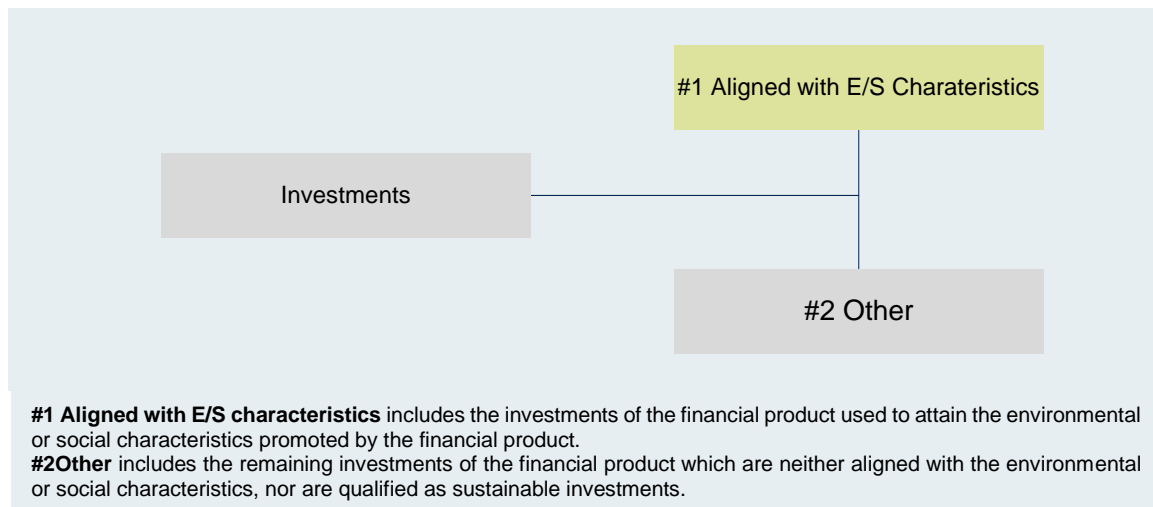 #1 Aligned with E/S Charateristics
Investments
#2 Other
#1 Aligned with E/S characteristics includes the investments of the financial product used to attain the environmental
or social characteristics promoted by the financial product.
#2Other includes the remaining investments of the financial product which are neither aligned with the environmental
or social characteristics, nor are qualified as sustainable investments.